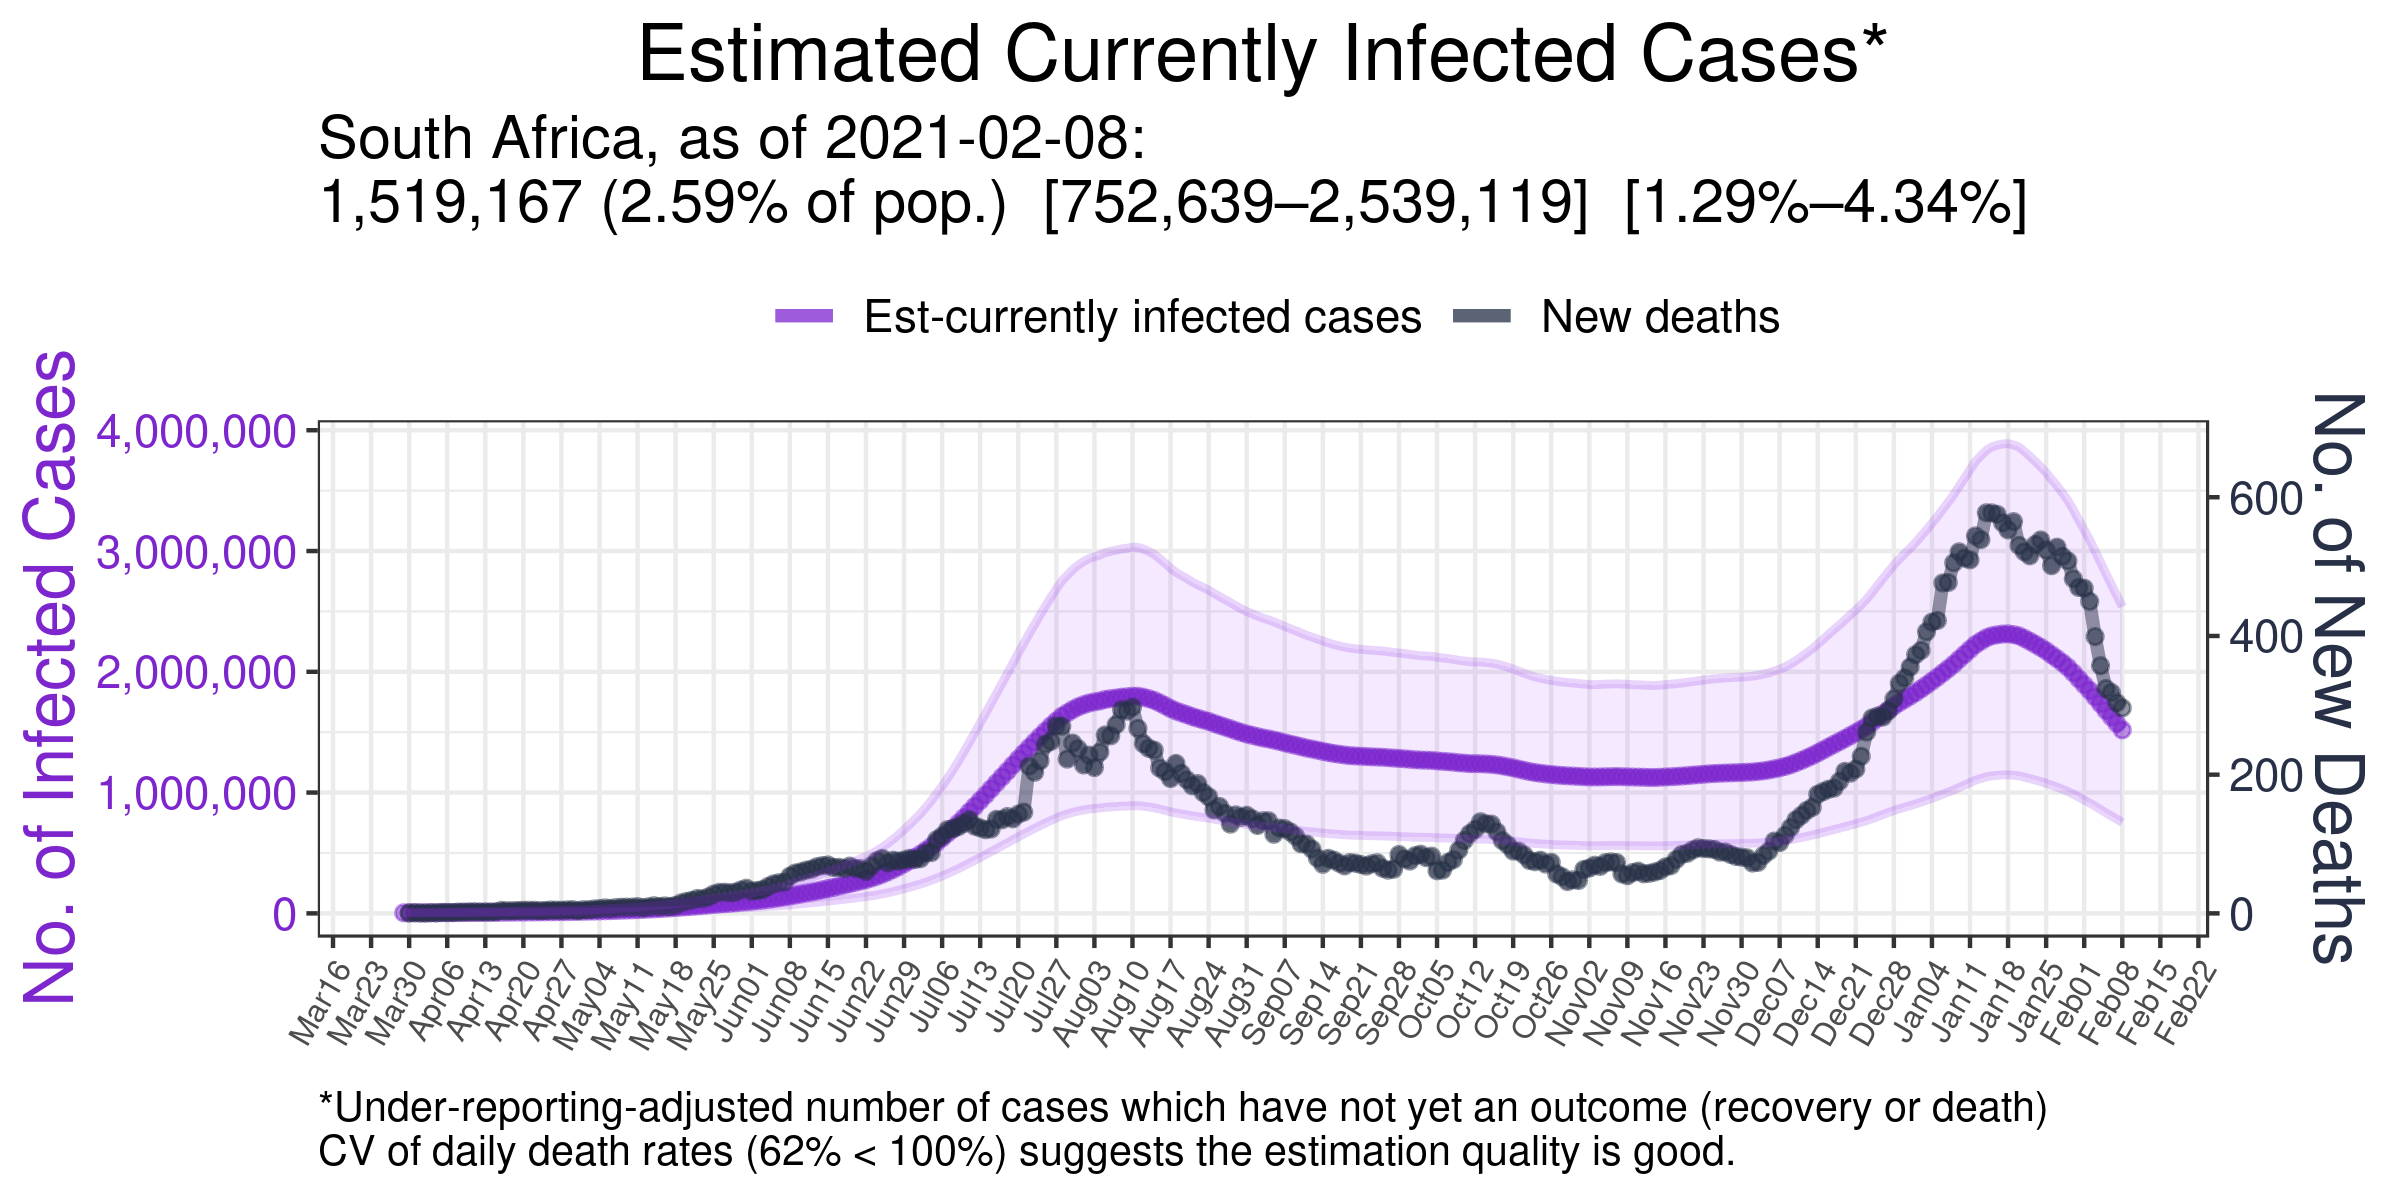 Estimated Currently Infected Cases*
South Africa, as of 2021-02-08:
1,519,167 (2.59% of pop.) [752,639–2,539,119] [1.29%–4.34%]
Est-currently infected cases
New deaths
No. of Infected Cases
4,000,000
3,000,000
2,000,000
1,000,000
0
No. of New Deaths
600
400
200
0
Mar16
Mar23
Mar30
Apr06
Apr13
Apr20
Apr27
May04
May11
May18
May25
Jun01
Jun08
Jun15
Jun22
Jun29
Jul06
Jul13
Jul20
Jul27
Aug03
Aug10
Aug17
Aug24
Aug31
Sep07
Sep14
Sep21
Sep28
Oct05
Oct12
Oct19
Oct26
Nov02
Nov09
Nov16
Nov23
Nov30
Dec07
Dec14
Dec21
Dec28
Jan04
Jan11
Jan18
Jan25
Feb01
Feb08
Feb15
Feb22
*Under-reporting-adjusted number of cases which have not yet an outcome (recovery or death)
CV of daily death rates (62% < 100%) suggests the estimation quality is good.